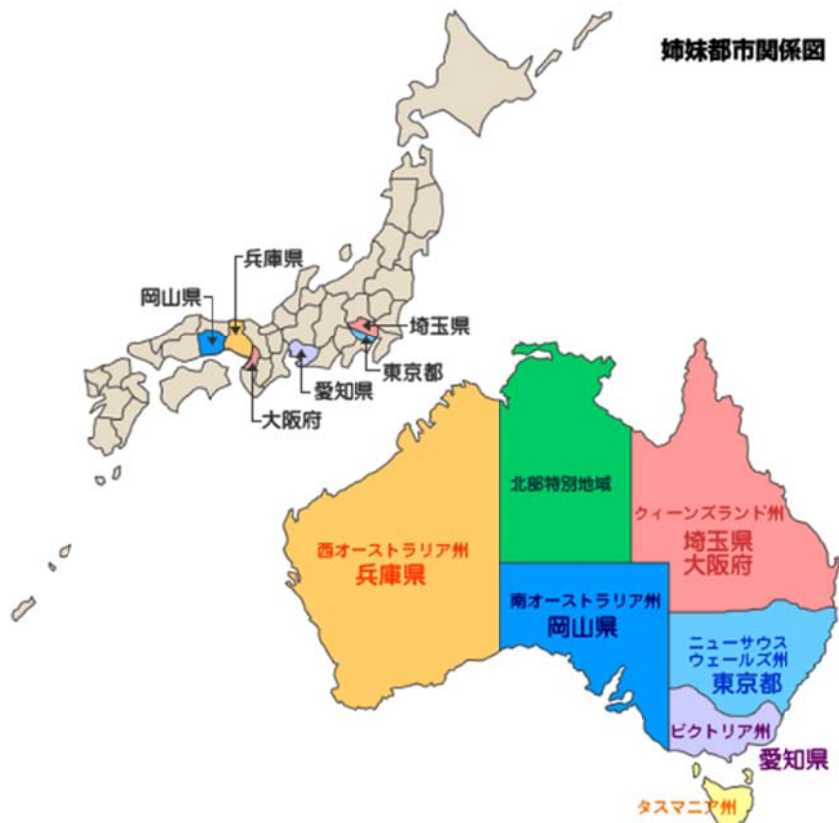 姉妹都市関係図
兵庫県
岡山県
埼玉県
東京都
愛知県
大阪府
北部特別地域
クィーンズランド州
埼玉県
大阪府
西オーストラリア州
兵庫県
南オーストラリア州
岡山県
ニューサウス
ウェールズ州
東京都
ビクトリア州
愛知県
タスマニア州